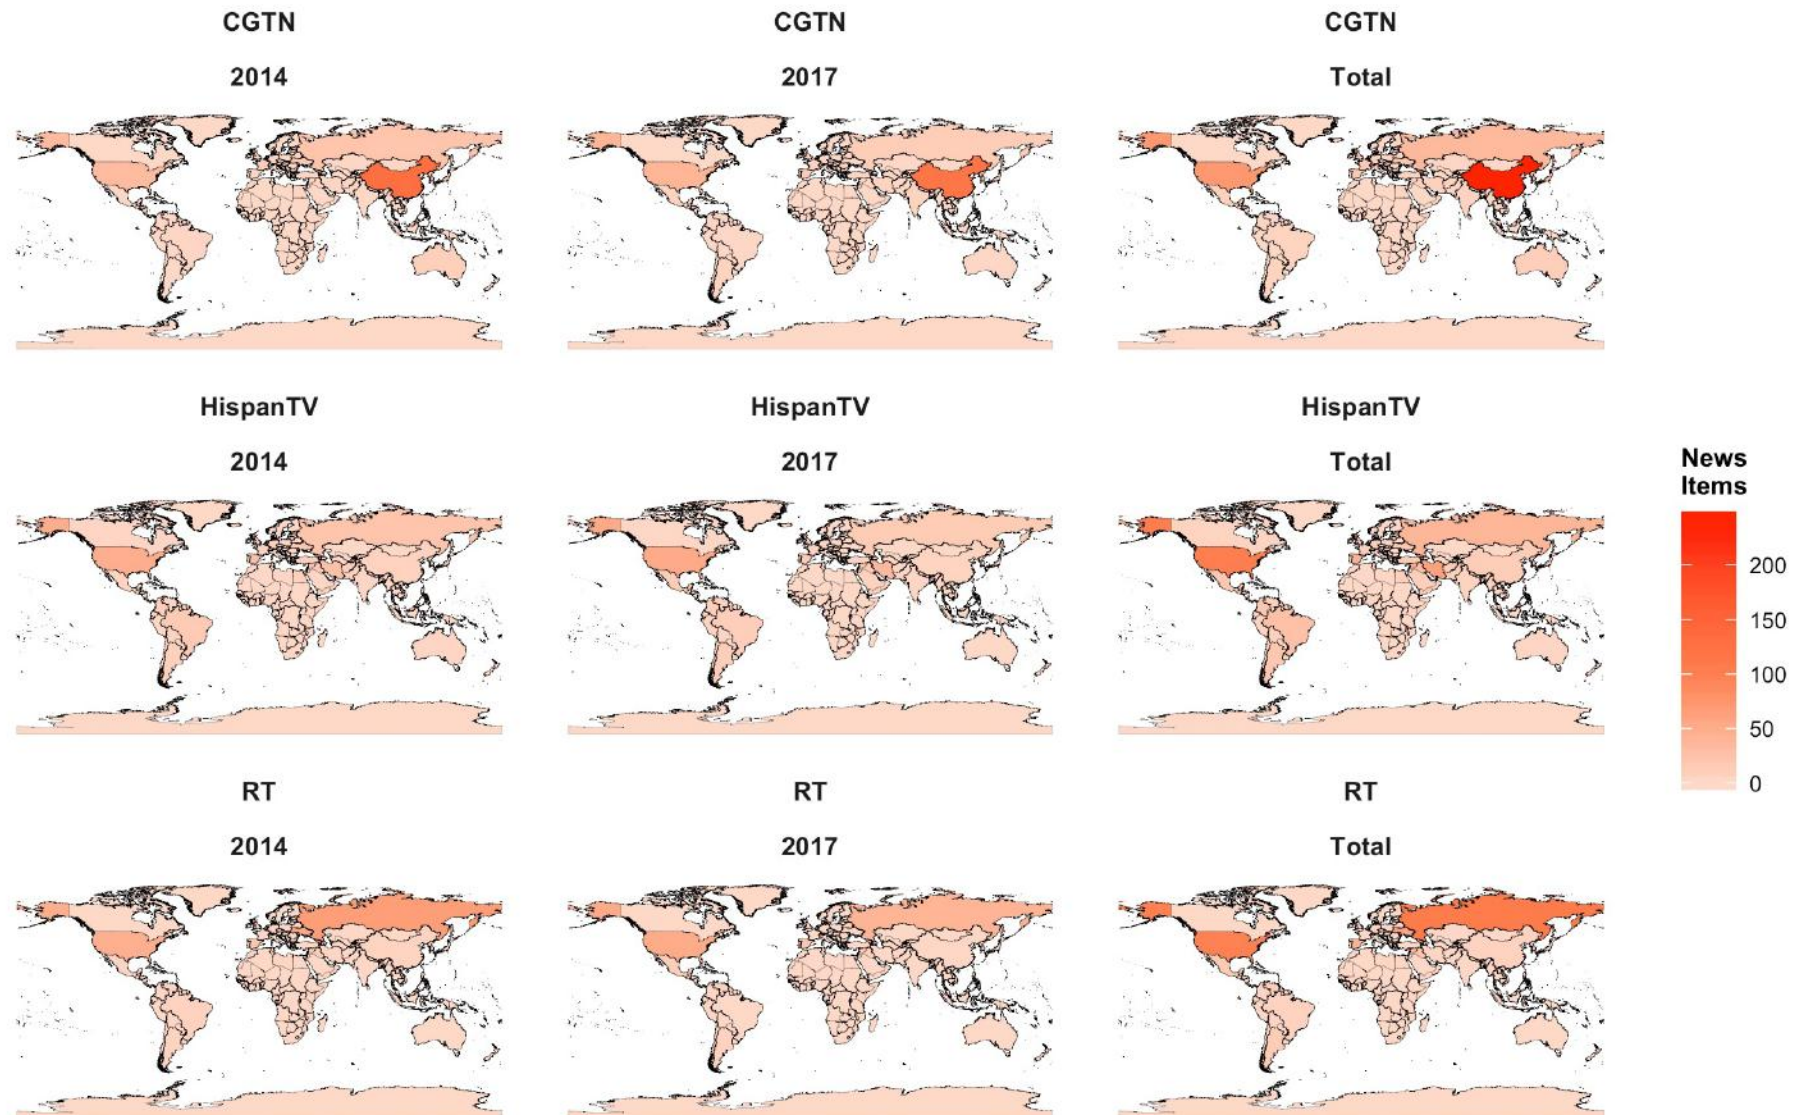 CGTN
CGTN
CGTN
2014
2017
Total
HispanTV
HispanTV
HispanTV
2014
2017
Total
News
Items
200
150
100
50
0
RT
RT
RT
2014
2017
Total